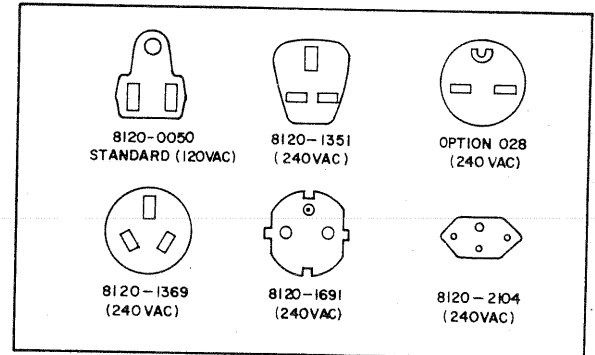 8120-0050
STANDARD (120VAC)
8120-1351
(240VAC)
OPTION 028
(240 VAC)
8120-1369
(240VAC)
8120-1691
(240VAC)
8120-2104
(240VAC)